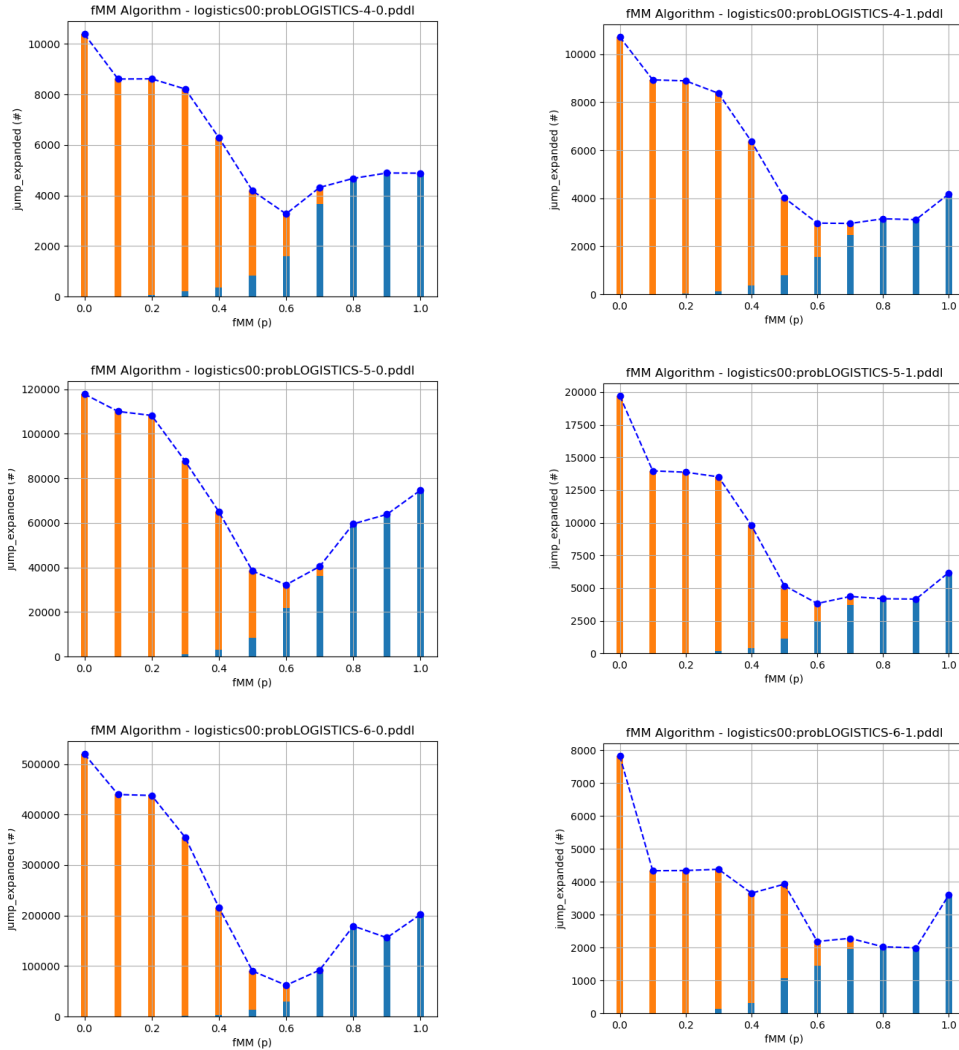 fMM Algorithm - logistics00:probLOGISTICS-4-0.pddl
10000
8000
6000
4000
2000
0
jump_expanded (#)
0.0 0.2 0.4 0.6 0.8 1.0
fMM (p)
fMM Algorithm - logistics00:probLOGISTICS-4-1.pddl
10000
8000
6000
4000
2000
0
jump_expanded (#)
0.0 0.2 0.4 0.6 0.8 1.0
fMM (p)
fMM Algorithm - logistics00:probLOGISTICS-5-0.pddl
120000
100000
80000
60000
40000
20000
0
jump_expanded (#)
0.0 0.2 0.4 0.6 0.8 1.0
fMM (p)
fMM Algorithm - logistics00:probLOGISTICS-5-1.pddl
20000
17500
15000
12500
10000
7500
5000
2500
0
jump_expanded (#)
0.0 0.2 0.4 0.6 0.8 1.0
fMM (p)
fMM Algorithm - logistics00:probLOGISTICS-6-0.pddl
500000
400000
300000
200000
100000
0
jump_expanded (#)
0.0 0.2 0.4 0.6 0.8 1.0
fMM (p)
fMM Algorithm - logistics00:probLOGISTICS-6-1.pddl
8000
7000
6000
5000
4000
3000
2000
1000
0
jump_expanded (#)
0.0 0.2 0.4 0.6 0.8 1.0
fMM (p)